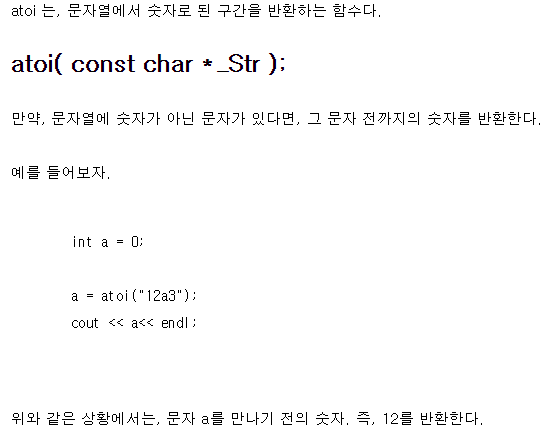 atoi 는, 문자열에서 숫자로 된 구간을 반환하는 함수다.
atoi( const char *_Str );
만약, 문자열에 숫자가 아닌 문자가 있다면, 그 문자 전까지의 숫자를 반환한다.
예를 들어보자.
int a = 0;
a = atoi("12a3");
cout << a<< endl;
위와 같은 상황에서는, 문자 a를 만나기 전의 숫자. 즉, 12를 반환한다.